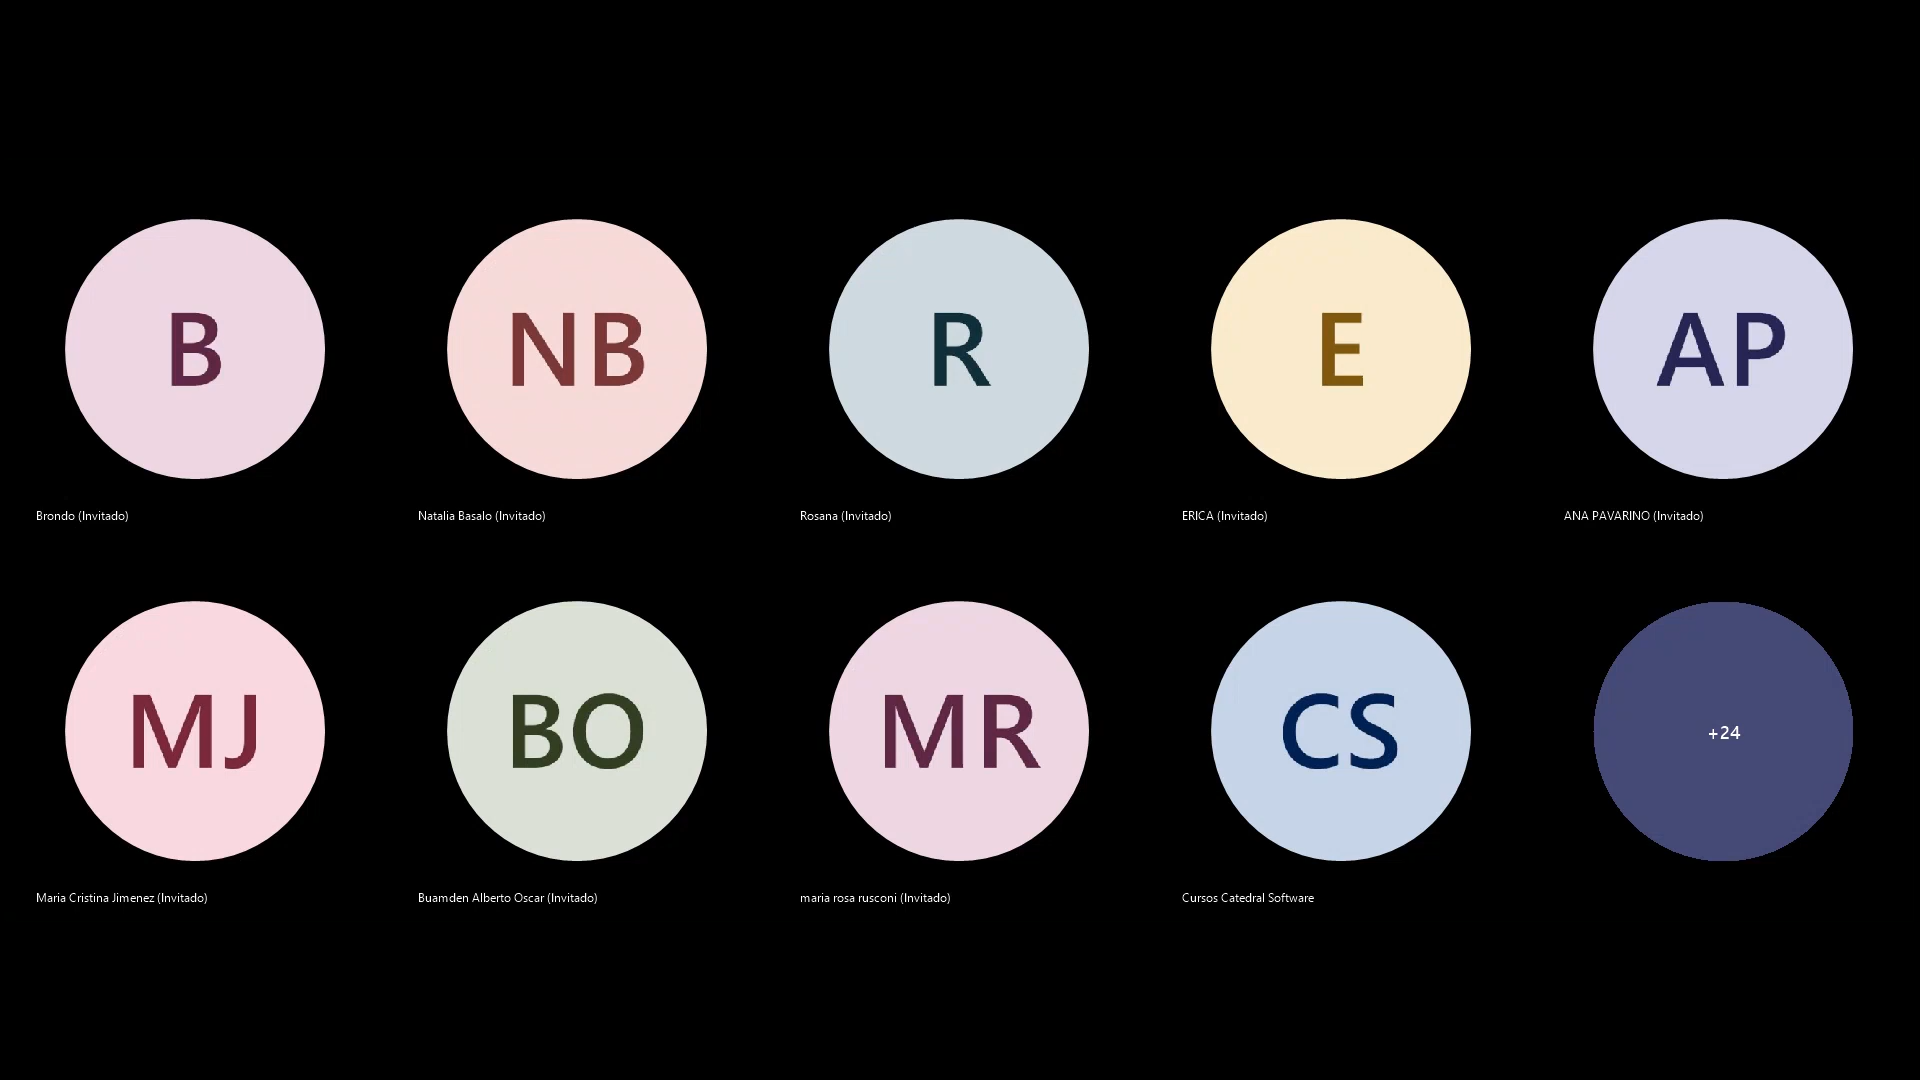 B
NB
R
E
AP
Brondo (Invitado)
Natalia Basalo (Invitado)
Rosana (Invitado)
ERICA (Invitado)
ANA PAVARINO (Invitado)
MJ
BO
MR
CS
+24
Maria Cristina Jimenez (Invitado)
Buamden Alberto Oscar (Invitado)
maria rosa rusconi (Invitado)
Cursos Catedral Software